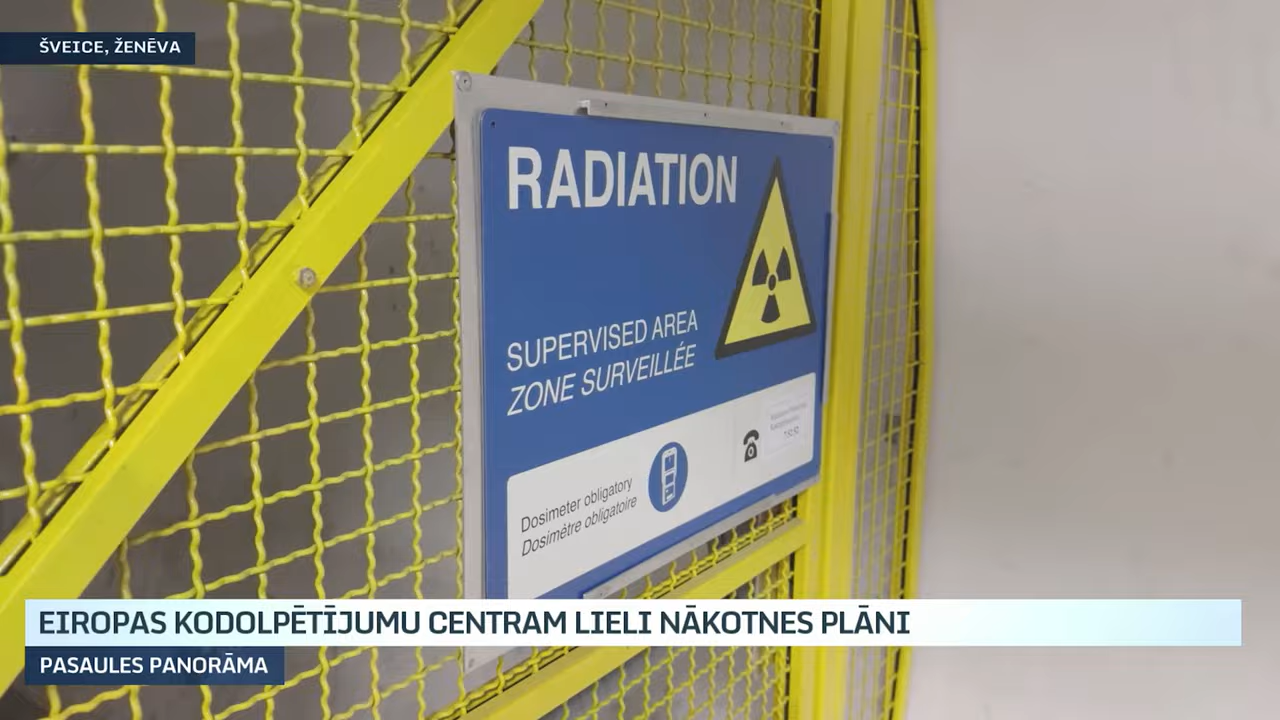 ŠVEICE, ŽENĒVA
RADIATION
SUPERVISED AREA
ZONE SURVEILLÉE
Dosimeter obligatory
Dosimètre obligatoire
EIROPAS KODOLPĒTĪJUMU CENTRAM LIELI NĀKOTNES PLĀNI
PASAULES PANORĀMA